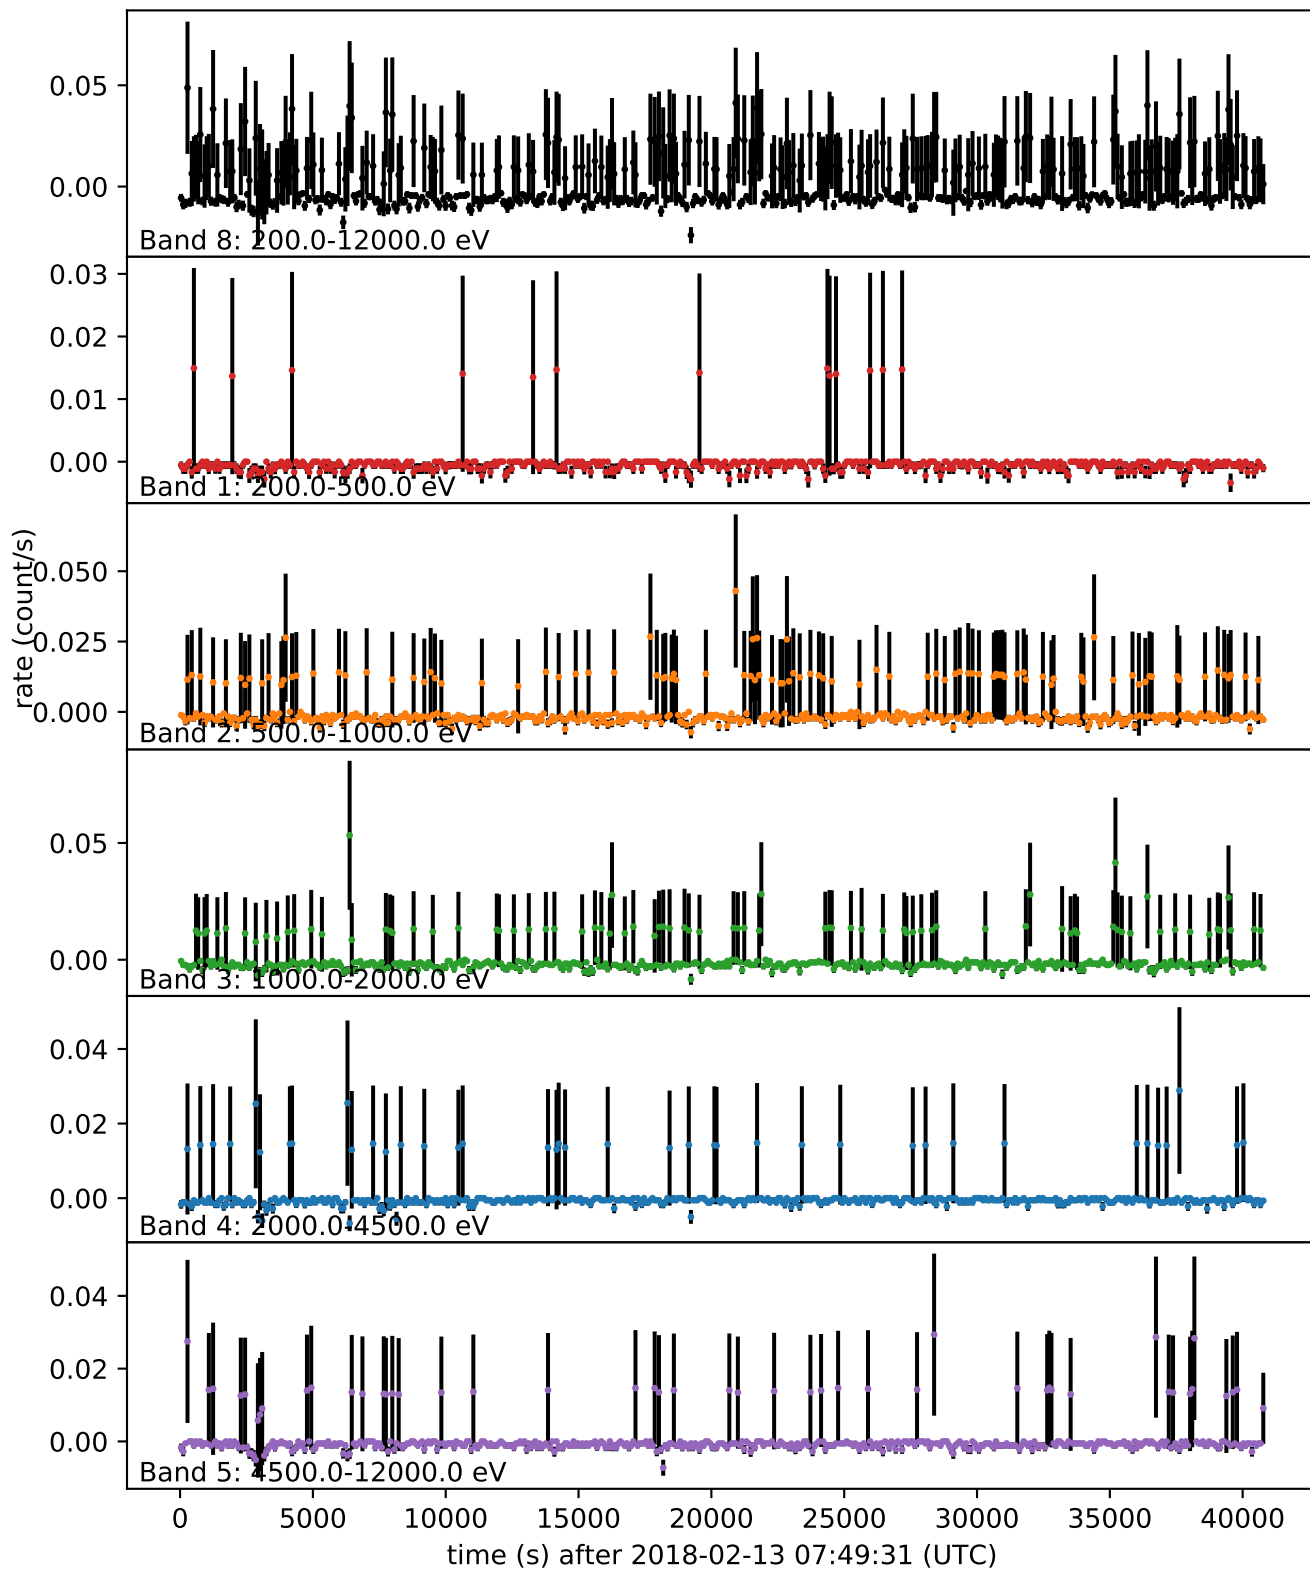 0.05
0.00
Band 8: 200.0-12000.0 eV
0.03
0.02
0.01
0.00
Band 1: 200.0-500.0 eV
rate (count/s)
0.050
0.025
0.000
Band 2: 500.0-1000.0 eV
0.05
0.00
Band 3: 1000.0-2000.0 eV
0.04
0.02
0.00
Band 4: 2000.0-4500.0 eV
0.04
0.02
0.00
Band 5: 4500.0-12000.0 eV
0 5000 10000 15000 20000 25000 30000 35000 40000
time (s) after 2018-02-13 07:49:31 (UTC)